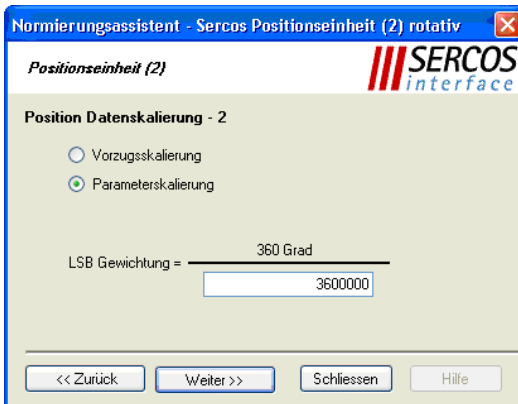 Normierungsassistent - Sercos Positionseinheit (2) rotativ
Positionseinheit (2)
SERCOS
interface
Position Datenskalierung - 2
Vorzugsskalierung
Parameterskalierung
360 Grad
LSB Gewichtung =
3600000
<< Zurück Weiter >> Schliessen Hilfe